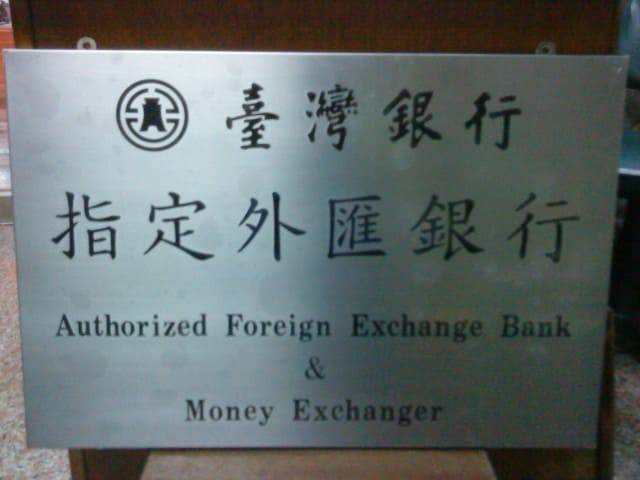 臺灣銀行
指定外匯銀行
Authorized Foreign Exchange Bank
&
Money Exchanger